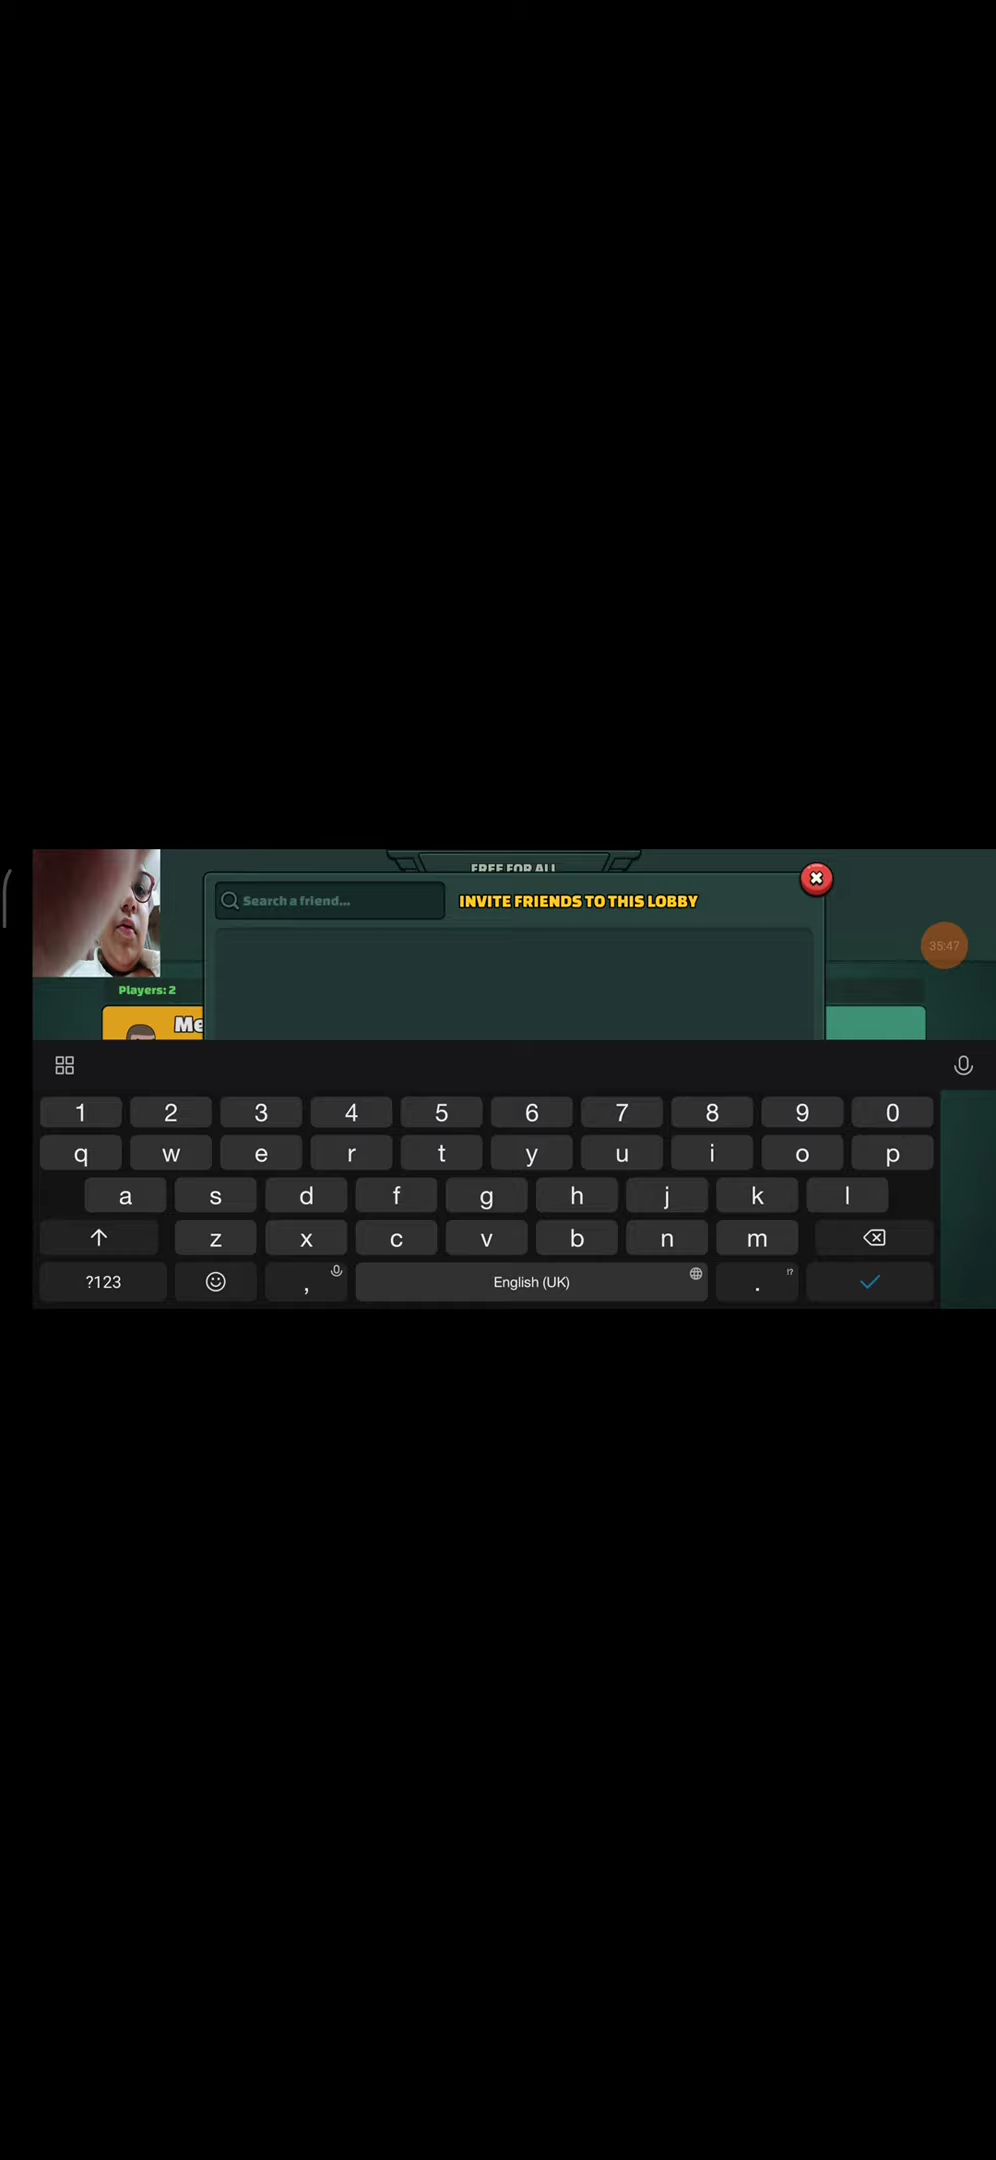 FREE FOR ALL
Search a friend...
INVITE FRIENDS TO THIS LOBBY
35:47
Players: 2
Me
1 2 3 4 5 6 7 8 9 0
q w e r t y u i o p
a s d f g h j k l
z x c v b n m
?123 , English (UK) . !?